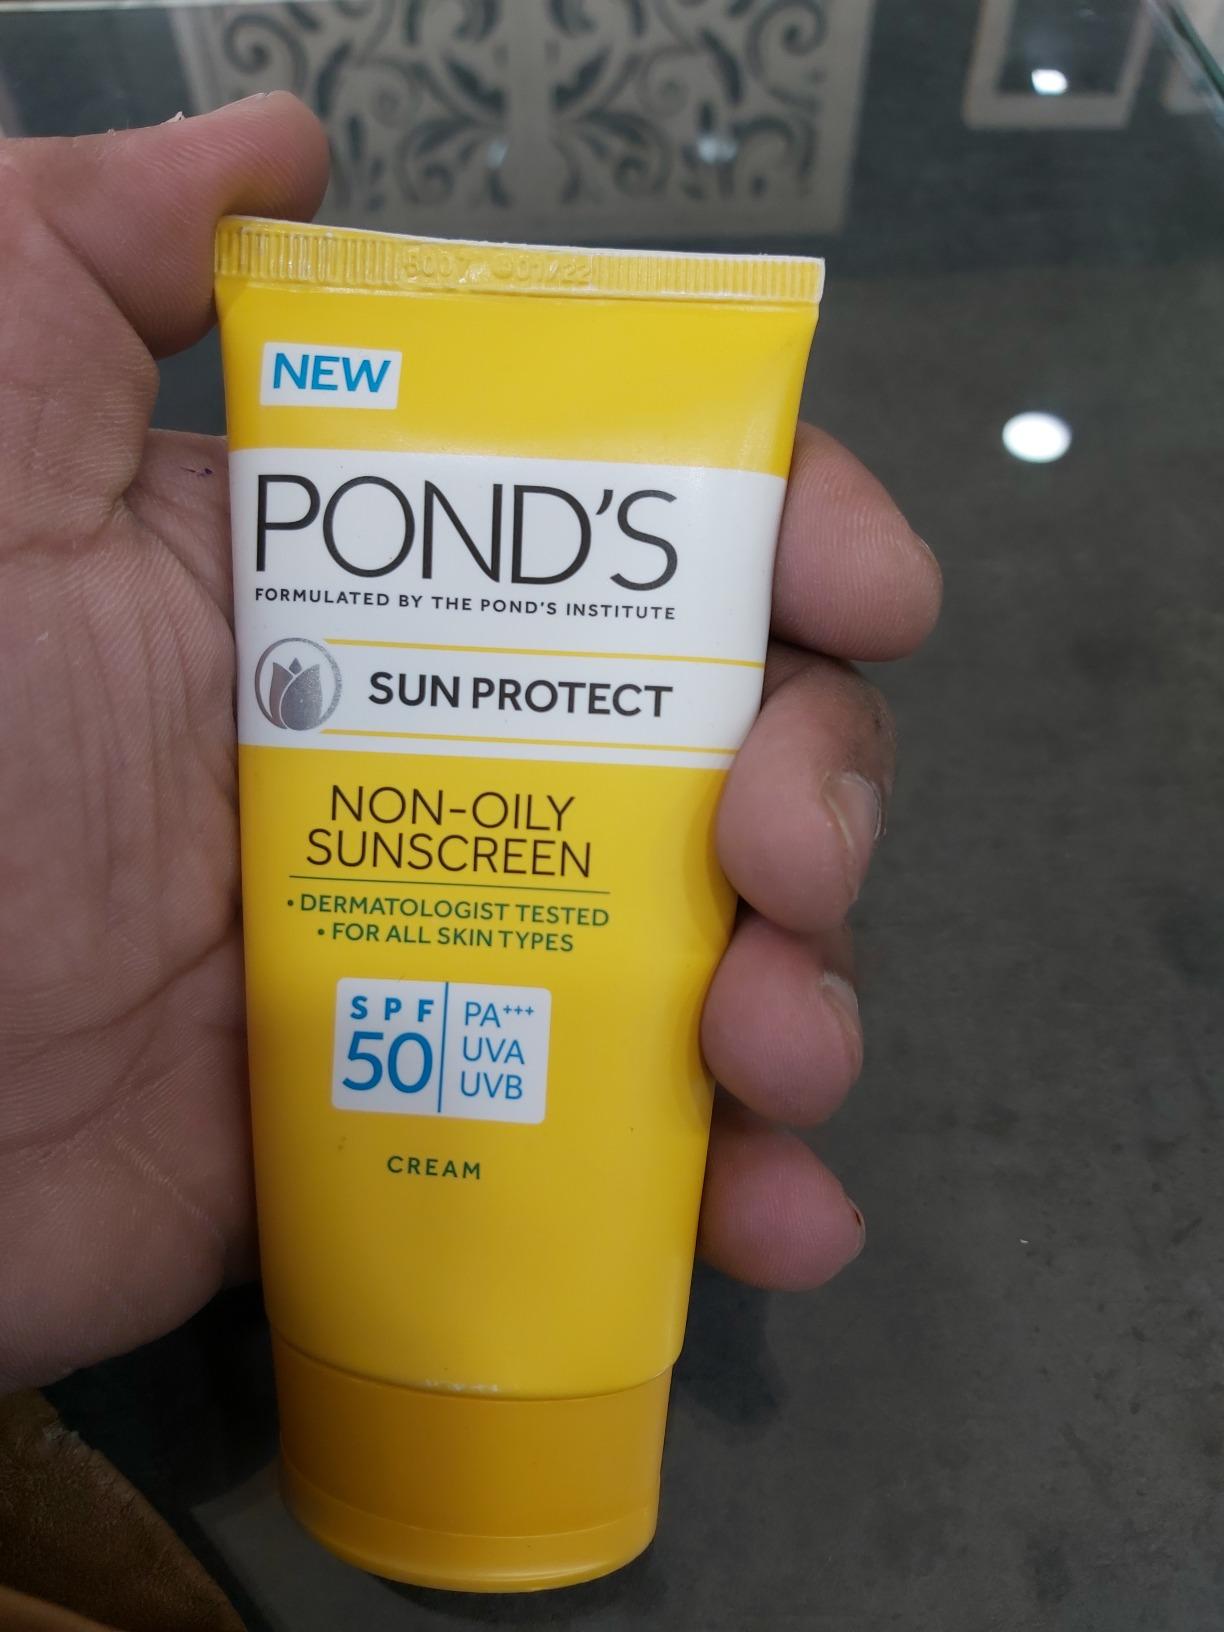 NEW
POND'S
FORMULATED BY THE POND'S INSTITUTE
SUN PROTECT
NON-OILY
SUNSCREEN
• DERMATOLOGIST TESTED
• FOR ALL SKIN TYPES
SPF
50
PA+++
UVA
UVB
CREAM